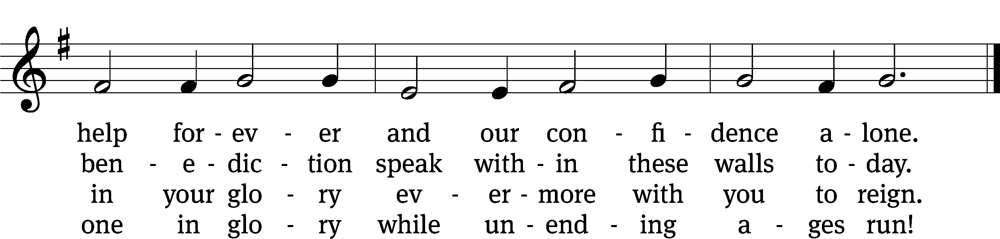 help for - ev - er and our con - fi - dence a - lone.
ben - e - dic - tion speak with - in these walls to - day.
in your glo - ry ev - er - more with you to reign.
one in glo - ry while un - end - ing a - ges run!